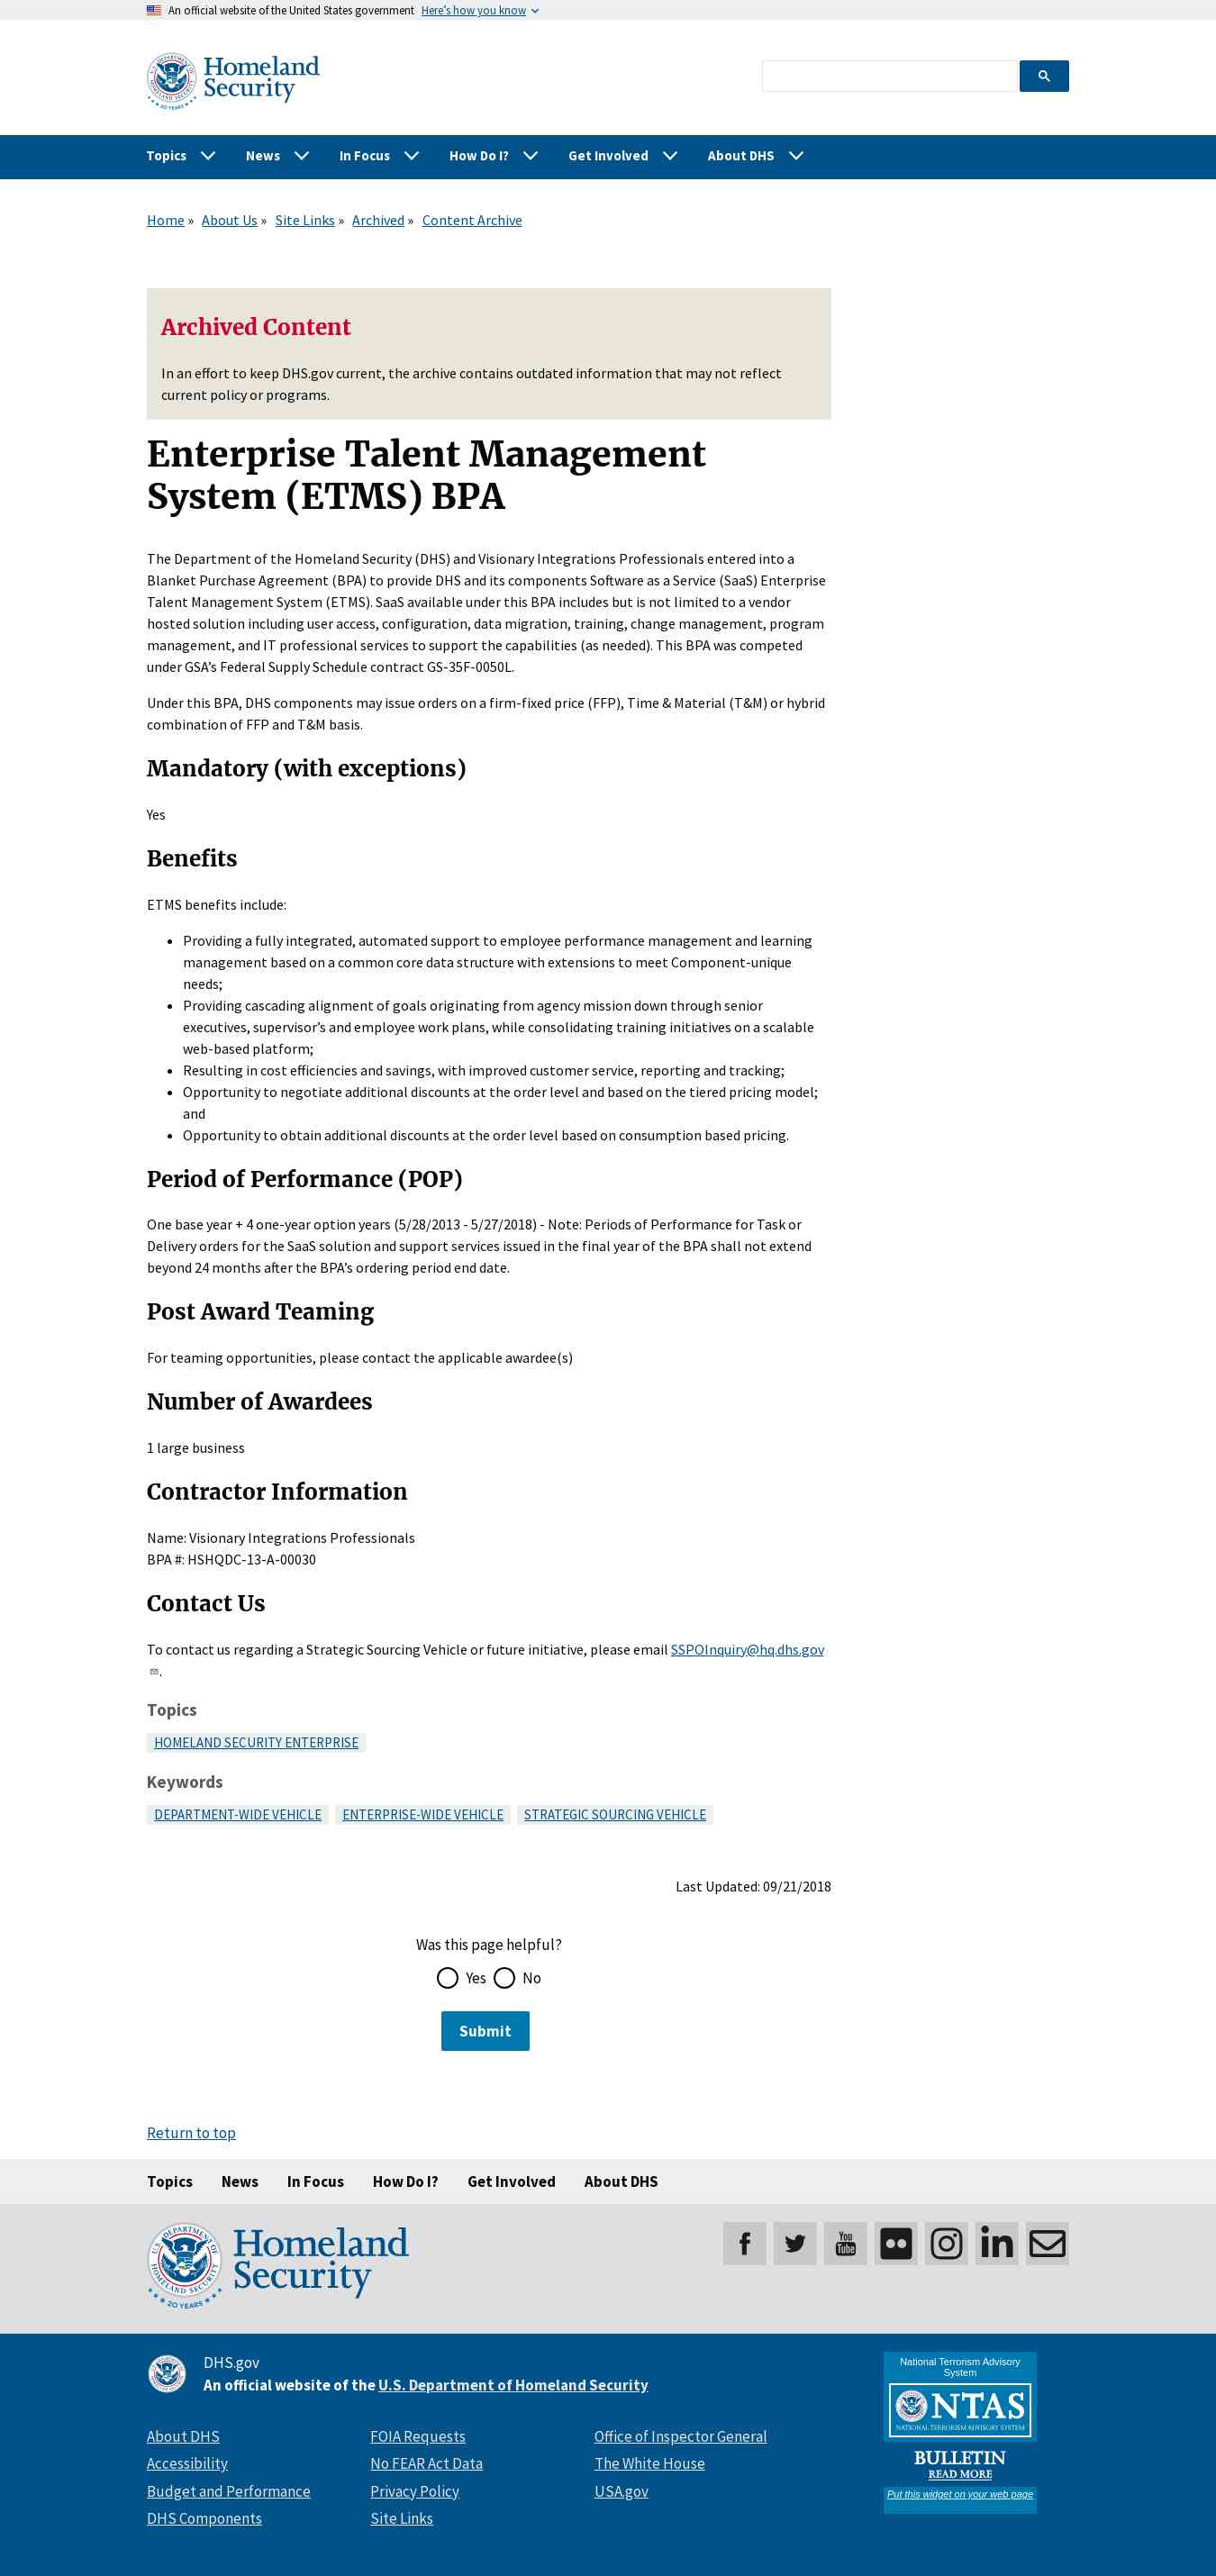 An official website of the United States government Here's how you know
Homeland
Security
Topics News In Focus How Do I? Get Involved About DHS
Home » About Us » Site Links » Archived » Content Archive
Archived Content
In an effort to keep DHS.gov current, the archive contains outdated information that may not reflect
current policy or programs.
Enterprise Talent Management
System (ETMS) BPA
The Department of the Homeland Security (DHS) and Visionary Integrations Professionals entered into a
Blanket Purchase Agreement (BPA) to provide DHS and its components Software as a Service (SaaS) Enterprise
Talent Management System (ETMS). SaaS available under this BPA includes but is not limited to a vendor
hosted solution including user access, configuration, data migration, training, change management, program
management, and IT professional services to support the capabilities (as needed). This BPA was competed
under GSA’s Federal Supply Schedule contract GS-35F-0050L.
Under this BPA, DHS components may issue orders on a firm-fixed price (FFP), Time & Material (T&M) or hybrid
combination of FFP and T&M basis.
Mandatory (with exceptions)
Yes
Benefits
ETMS benefits include:
• Providing a fully integrated, automated support to employee performance management and learning
management based on a common core data structure with extensions to meet Component-unique
needs;
• Providing cascading alignment of goals originating from agency mission down through senior
executives, supervisor’s and employee work plans, while consolidating training initiatives on a scalable
web-based platform;
• Resulting in cost efficiencies and savings, with improved customer service, reporting and tracking;
• Opportunity to negotiate additional discounts at the order level and based on the tiered pricing model;
and
• Opportunity to obtain additional discounts at the order level based on consumption based pricing.
Period of Performance (POP)
One base year + 4 one-year option years (5/28/2013 - 5/27/2018) - Note: Periods of Performance for Task or
Delivery orders for the SaaS solution and support services issued in the final year of the BPA shall not extend
beyond 24 months after the BPA’s ordering period end date.
Post Award Teaming
For teaming opportunities, please contact the applicable awardee(s)
Number of Awardees
1 large business
Contractor Information
Name: Visionary Integrations Professionals
BPA #: HSHQDC-13-A-00030
Contact Us
To contact us regarding a Strategic Sourcing Vehicle or future initiative, please email SSPOInquiry@hq.dhs.gov
.
Topics
HOMELAND SECURITY ENTERPRISE
Keywords
DEPARTMENT-WIDE VEHICLE ENTERPRISE-WIDE VEHICLE STRATEGIC SOURCING VEHICLE
Last Updated: 09/21/2018
Was this page helpful?
Yes No
Submit
Return to top
Topics News In Focus How Do I? Get Involved About DHS
Homeland
Security
20 YEARS
You
Tube
in
DHS.gov
An official website of the U.S. Department of Homeland Security
About DHS FOIA Requests Office of Inspector General
Accessibility No FEAR Act Data The White House
Budget and Performance Privacy Policy USA.gov
DHS Components Site Links
National Terrorism Advisory
System
NTAS
NATIONAL TERRORISM ADVISORY SYSTEM
BULLETIN
READ MORE
Put this widget on your web page